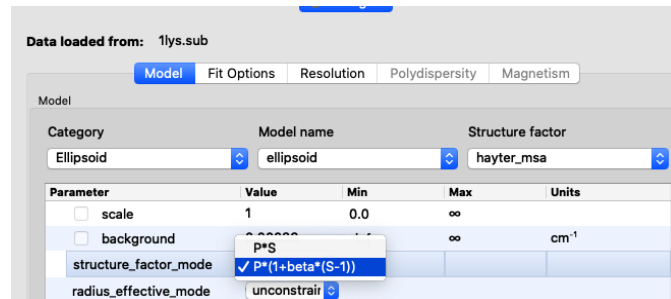 Data loaded from: 1lys.sub
Model Fit Options Resolution Polydispersity Magnetism
Model
Category Model name Structure factor
Ellipsoid ellipsoid hayter_msa
Parameter Value Min Max Units
scale 1 0.0 ∞
background ∞ cm⁻¹
P*S
structure_factor_mode ✓ P*(1+beta*(S-1))
radius_effective_mode unconstrair